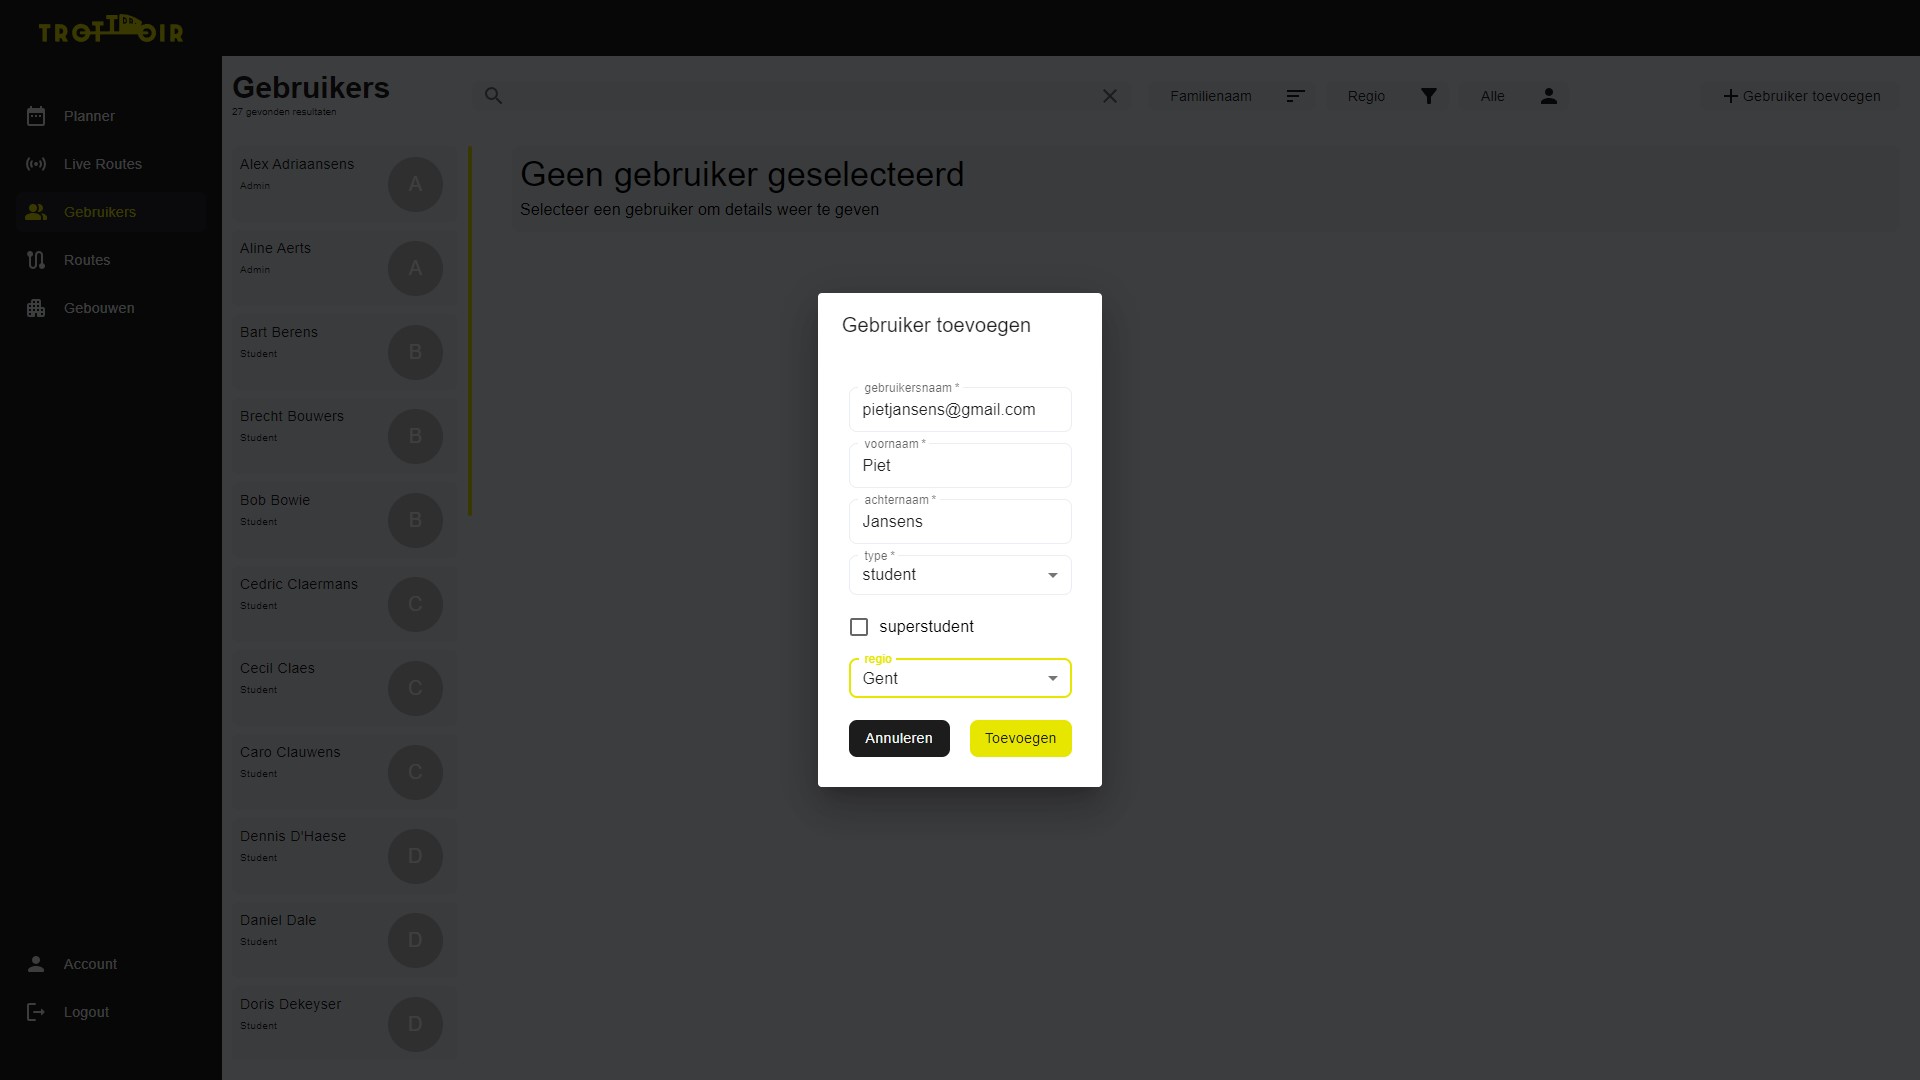 TROTTOIR
Planner
Live Routes
Gebruikers
Routes
Gebouwen
Account
Logout
Gebruikers
27 gevonden resultaten
Familienaam
Regio
Alle
Gebruiker toevoegen
Alex Adriaansens
Admin
A
Aline Aerts
Admin
A
Bart Berens
Student
B
Brecht Bouwers
Student
B
Bob Bowie
Student
B
Cedric Claermans
Student
C
Cecil Claes
Student
C
Caro Clauwens
Student
C
Dennis D'Haese
Student
D
Daniel Dale
Student
D
Doris Dekeyser
Student
D
Geen gebruiker geselecteerd
Selecteer een gebruiker om details weer te geven
Gebruiker toevoegen
gebruikersnaam *
pietjansens@gmail.com
voornaam *
Piet
achternaam *
Jansens
type *
student
superstudent
regio
Gent
Annuleren
Toevoegen